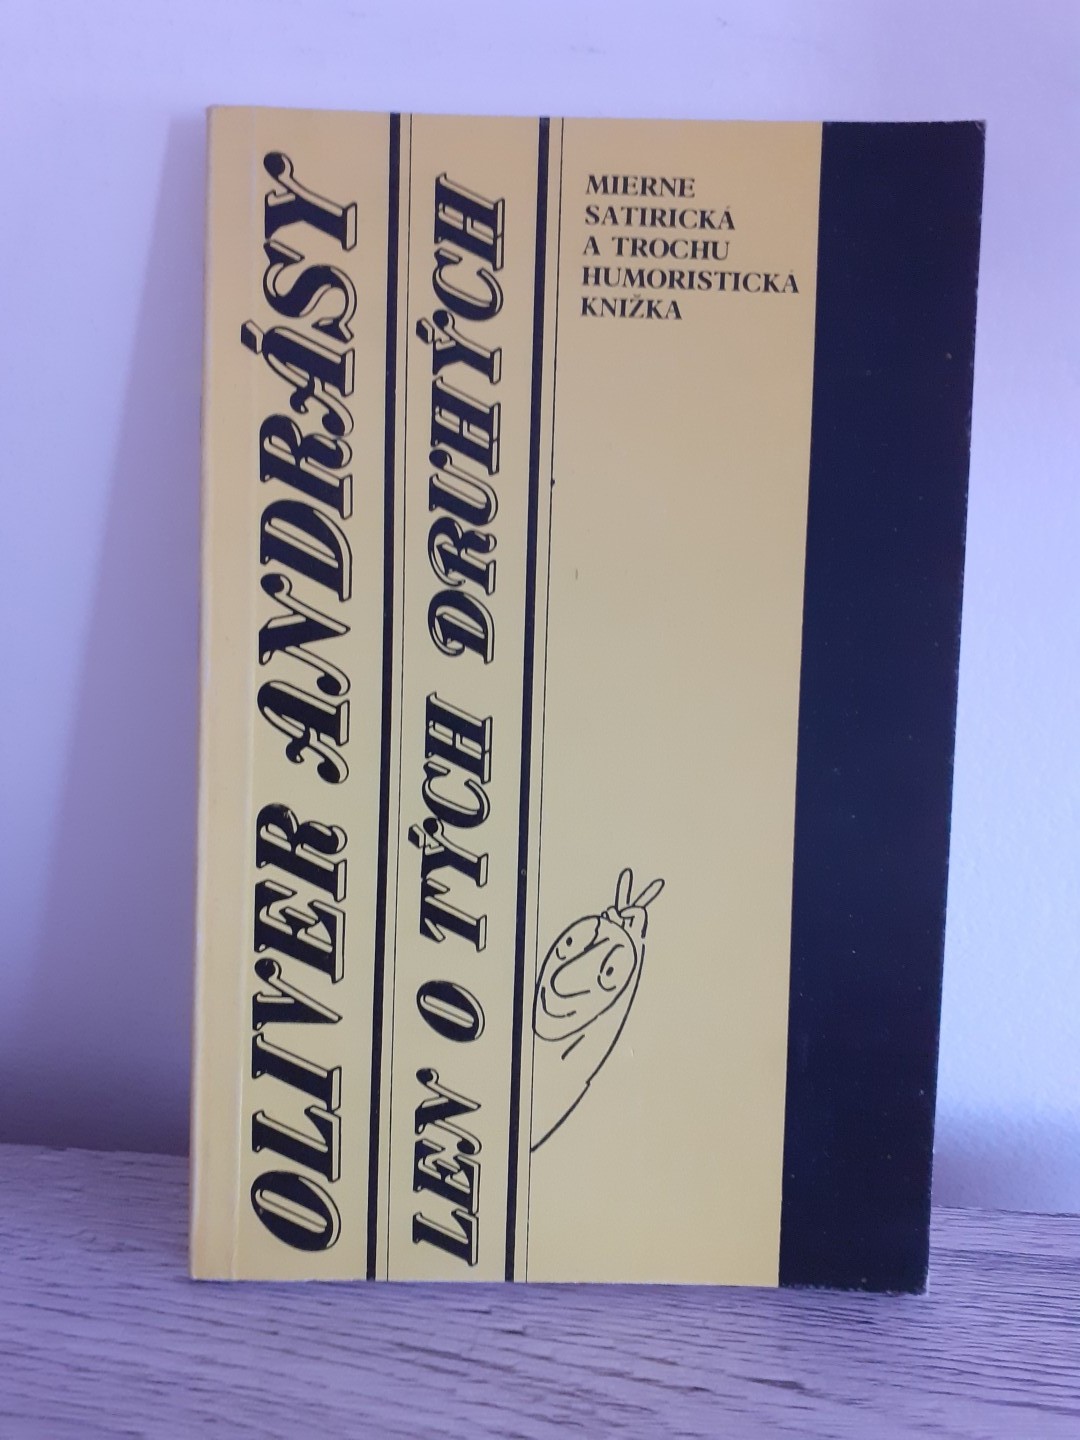 OLIVER ANDRÁSY
LEN O TÝCH DRUHÝCH
MIERNE
SATIRICKÁ
A TROCHU
HUMORISTICKÁ
KNIŽKA